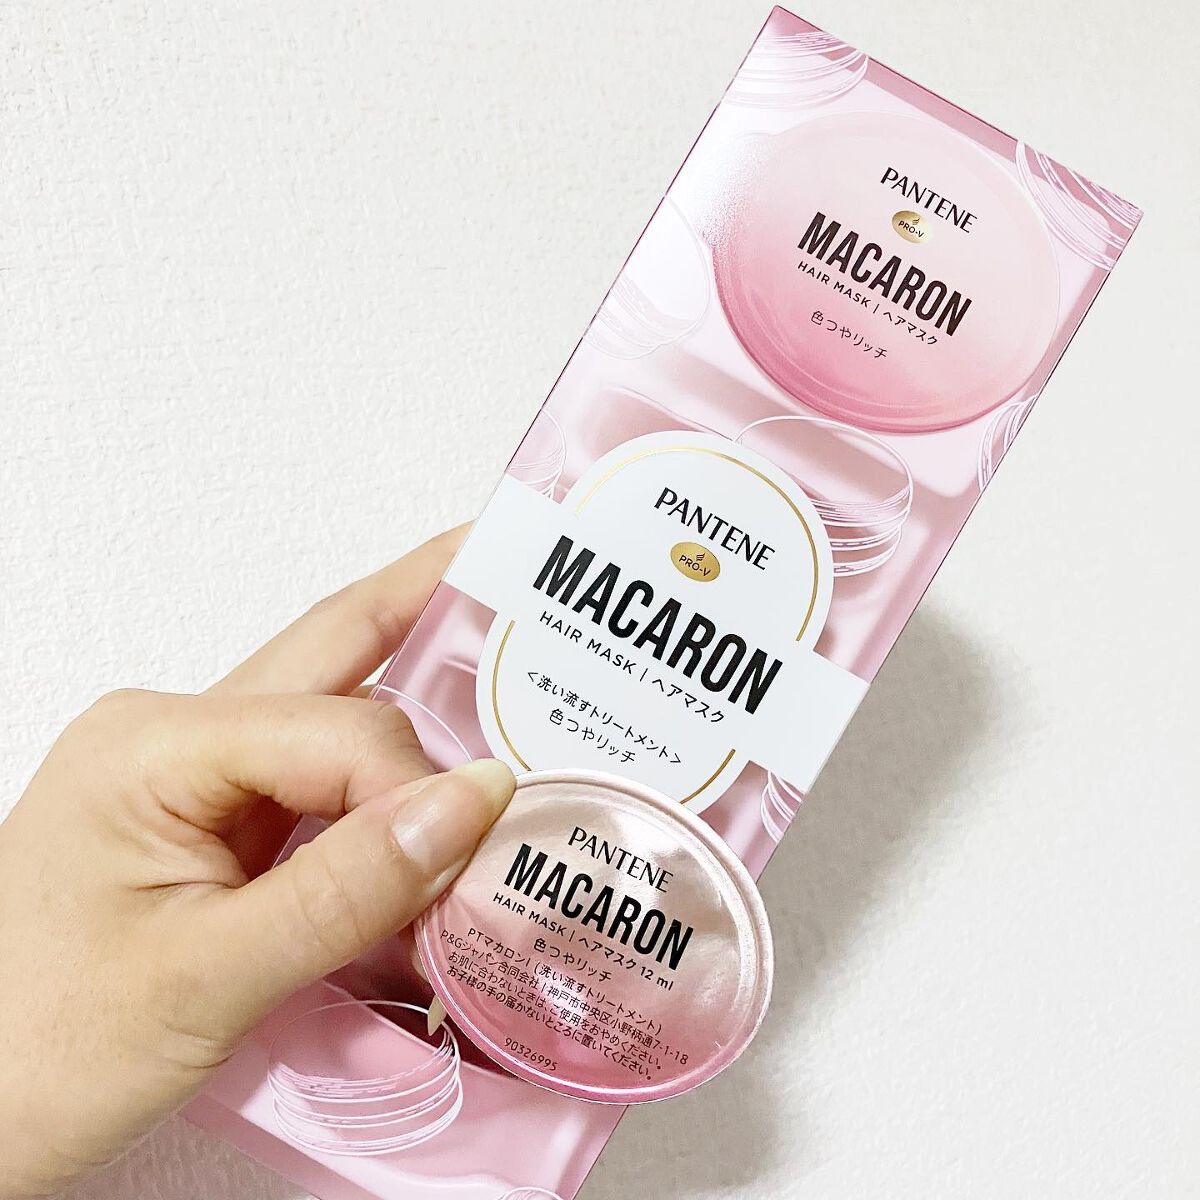 PANTENE
PRO-V
MACARON
HAIR MASK | ヘアマスク
色つやリッチ
PANTENE
PRO-V
MACARON
HAIR MASK | ヘアマスク
<洗い流すトリートメント>
色つやリッチ
PANTENE
MACARON
HAIR MASK | ヘアマスク 12 ml
色つやリッチ
PTマカロンI (洗い流すトリートメント)
P&Gジャパン合同会社 | 神戸市中央区小野柄通7-1-18
お肌に合わないときは、ご使用をおやめください。
お子様の手の届かないところに置いてください。
90326995